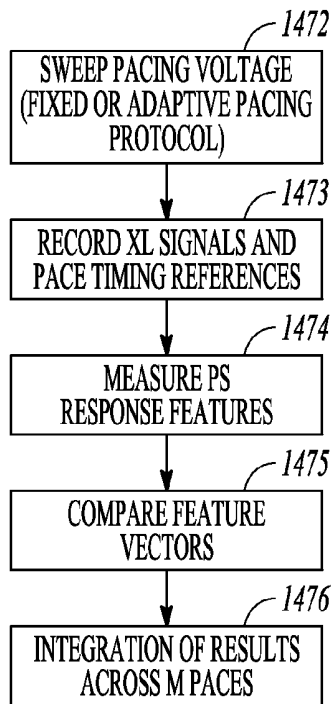 1472
SWEEP PACING VOLTAGE
(FIXED OR ADAPTIVE PACING
PROTOCOL)
1473
RECORD XL SIGNALS AND
PACE TIMING REFERENCES
1474
MEASURE PS
RESPONSE FEATURES
1475
COMPARE FEATURE
VECTORS
1476
INTEGRATION OF RESULTS
ACROSS M PACES